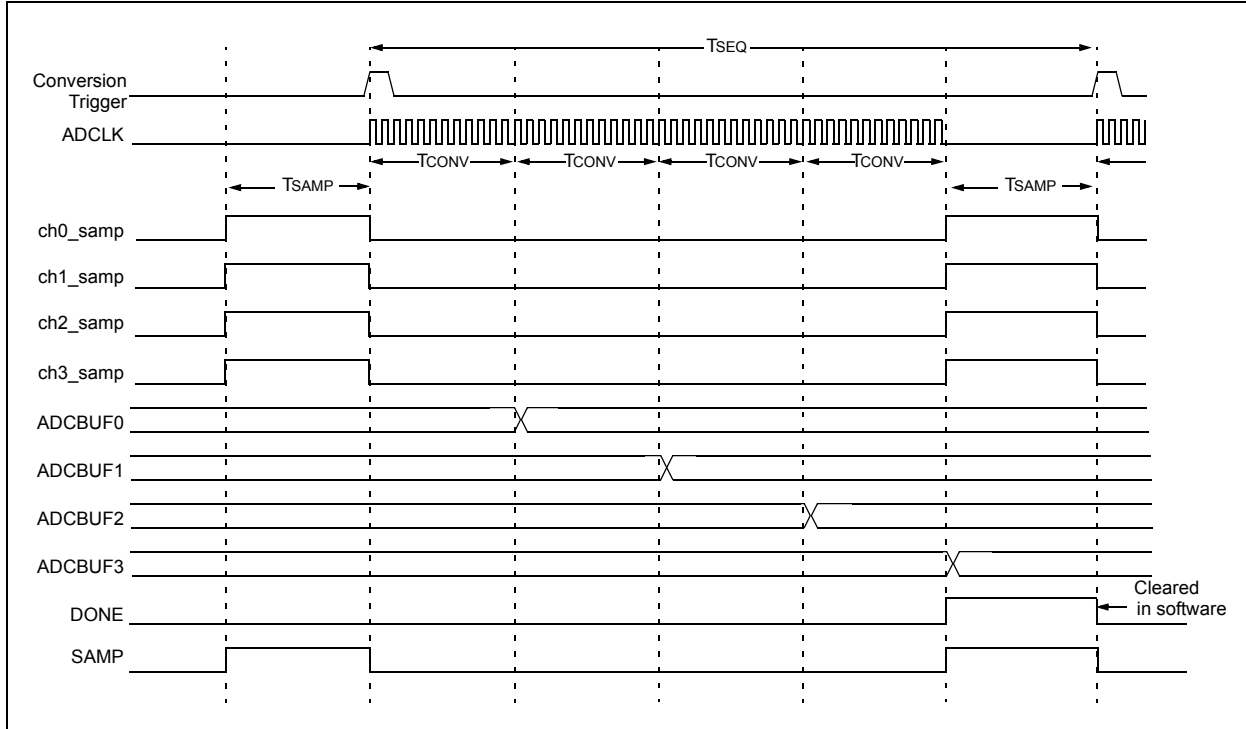 TSEQ
Conversion
Trigger
ADCLK
TCONV TCONV TCONV TCONV
TSAMP TSAMP
ch0_samp
ch1_samp
ch2_samp
ch3_samp
ADCBUF0
ADCBUF1
ADCBUF2
ADCBUF3
Cleared
in software
DONE
SAMP